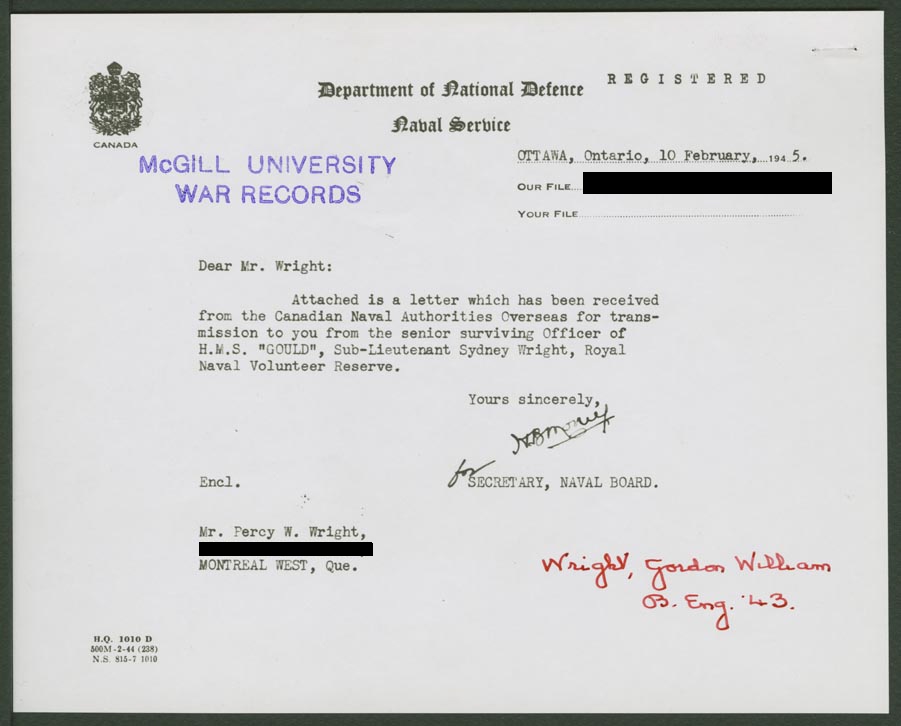 CANADA
Department of National Defence
Naval Service
REGISTERED
McGILL UNIVERSITY
WAR RECORDS
OTTAWA, Ontario, 10 February, 1945.
OUR FILE
YOUR FILE
Dear Mr. Wright:
Attached is a letter which has been received
from the Canadian Naval Authorities Overseas for trans-
mission to you from the senior surviving Officer of
H.M.S. "GOULD", Sub-Lieutenant Sydney Wright, Royal
Naval Volunteer Reserve.
Yours sincerely,
for
SECRETARY, NAVAL BOARD.
Encl.
Mr. Percy W. Wright,
MONTREAL WEST, Que.
Wright, Gordon William
B. Eng. '43.
H.Q. 1010 D
500M-2-44 (238)
N.S. 815-7 1010